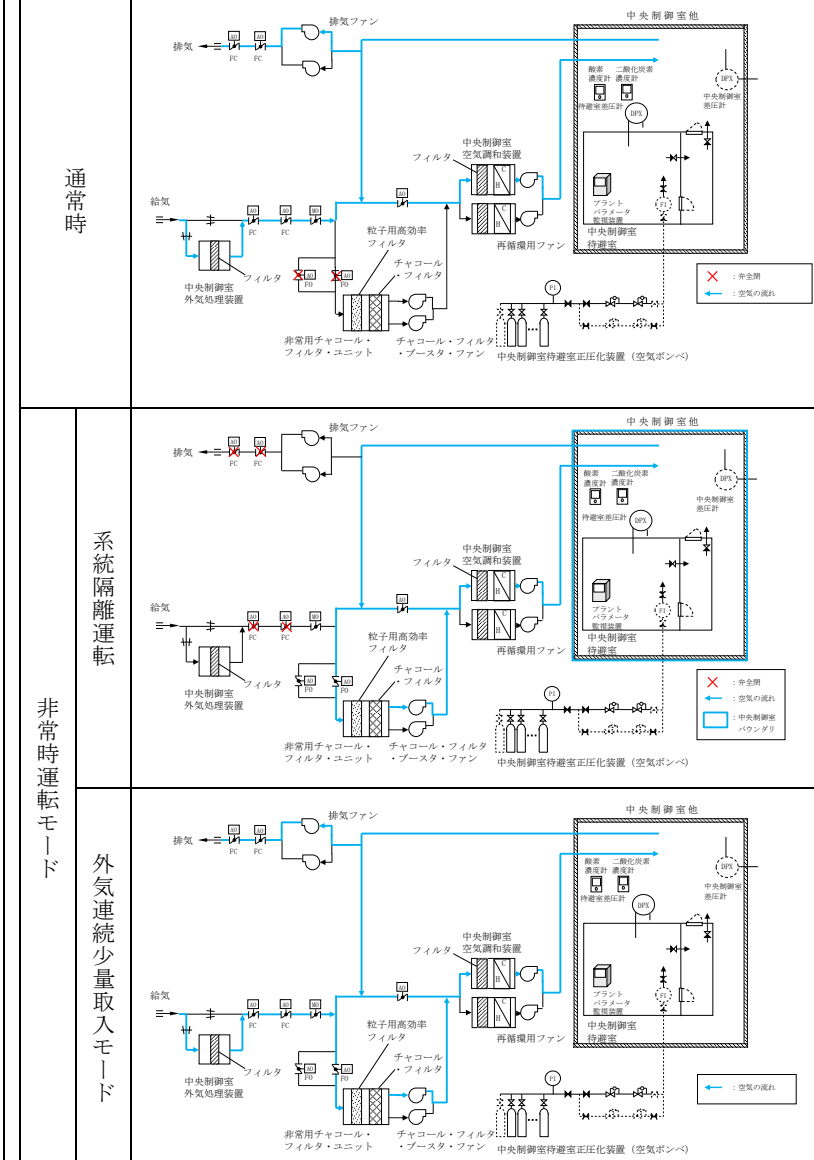 通常時
中央制御室他
排気ファン
排気
AO
AO
FC
FC
酸素
濃度計
二酸化炭素
濃度計
DPX
中央制御室
差圧計
待避室差圧計
DPX
中央制御室
空気調和装置
フィルタ
C
H
C
H
プラント
パラメータ
監視装置
FI
中央制御室
待避室
給気
AO
AO
MO
AO
FC
FC
粒子用高効率
フィルタ
再循環用ファン
チャコール
・フィルタ
フィルタ
中央制御室
外気処理装置
AO
FO
AO
FO
非常用チャコール・
フィルタ・ユニット
チャコール・フィルタ
・ブースタ・ファン
PI
中央制御室待避室正圧化装置（空気ボンベ）
：弁全閉
：空気の流れ
非常時運転モード
系統隔離運転
中央制御室他
排気ファン
排気
AO
AO
FC
FC
酸素
濃度計
二酸化炭素
濃度計
DPX
中央制御室
差圧計
待避室差圧計
DPX
中央制御室
空気調和装置
フィルタ
C
H
C
H
プラント
パラメータ
監視装置
FI
中央制御室
待避室
給気
AO
AO
MO
AO
FC
FC
粒子用高効率
フィルタ
再循環用ファン
チャコール
・フィルタ
フィルタ
中央制御室
外気処理装置
AO
FO
AO
FO
非常用チャコール・
フィルタ・ユニット
チャコール・フィルタ
・ブースタ・ファン
PI
中央制御室待避室正圧化装置（空気ボンベ）
：弁全閉
：空気の流れ
：中央制御室
バウンダリ
外気連続少量取入モード
中央制御室他
排気ファン
排気
AO
AO
FC
FC
酸素
濃度計
二酸化炭素
濃度計
DPX
中央制御室
差圧計
待避室差圧計
DPX
中央制御室
空気調和装置
フィルタ
C
H
C
H
プラント
パラメータ
監視装置
FI
中央制御室
待避室
給気
AO
AO
MO
AO
FC
FC
粒子用高効率
フィルタ
再循環用ファン
チャコール
・フィルタ
フィルタ
中央制御室
外気処理装置
AO
FO
AO
FO
非常用チャコール・
フィルタ・ユニット
チャコール・フィルタ
・ブースタ・ファン
PI
中央制御室待避室正圧化装置（空気ボンベ）
：空気の流れ